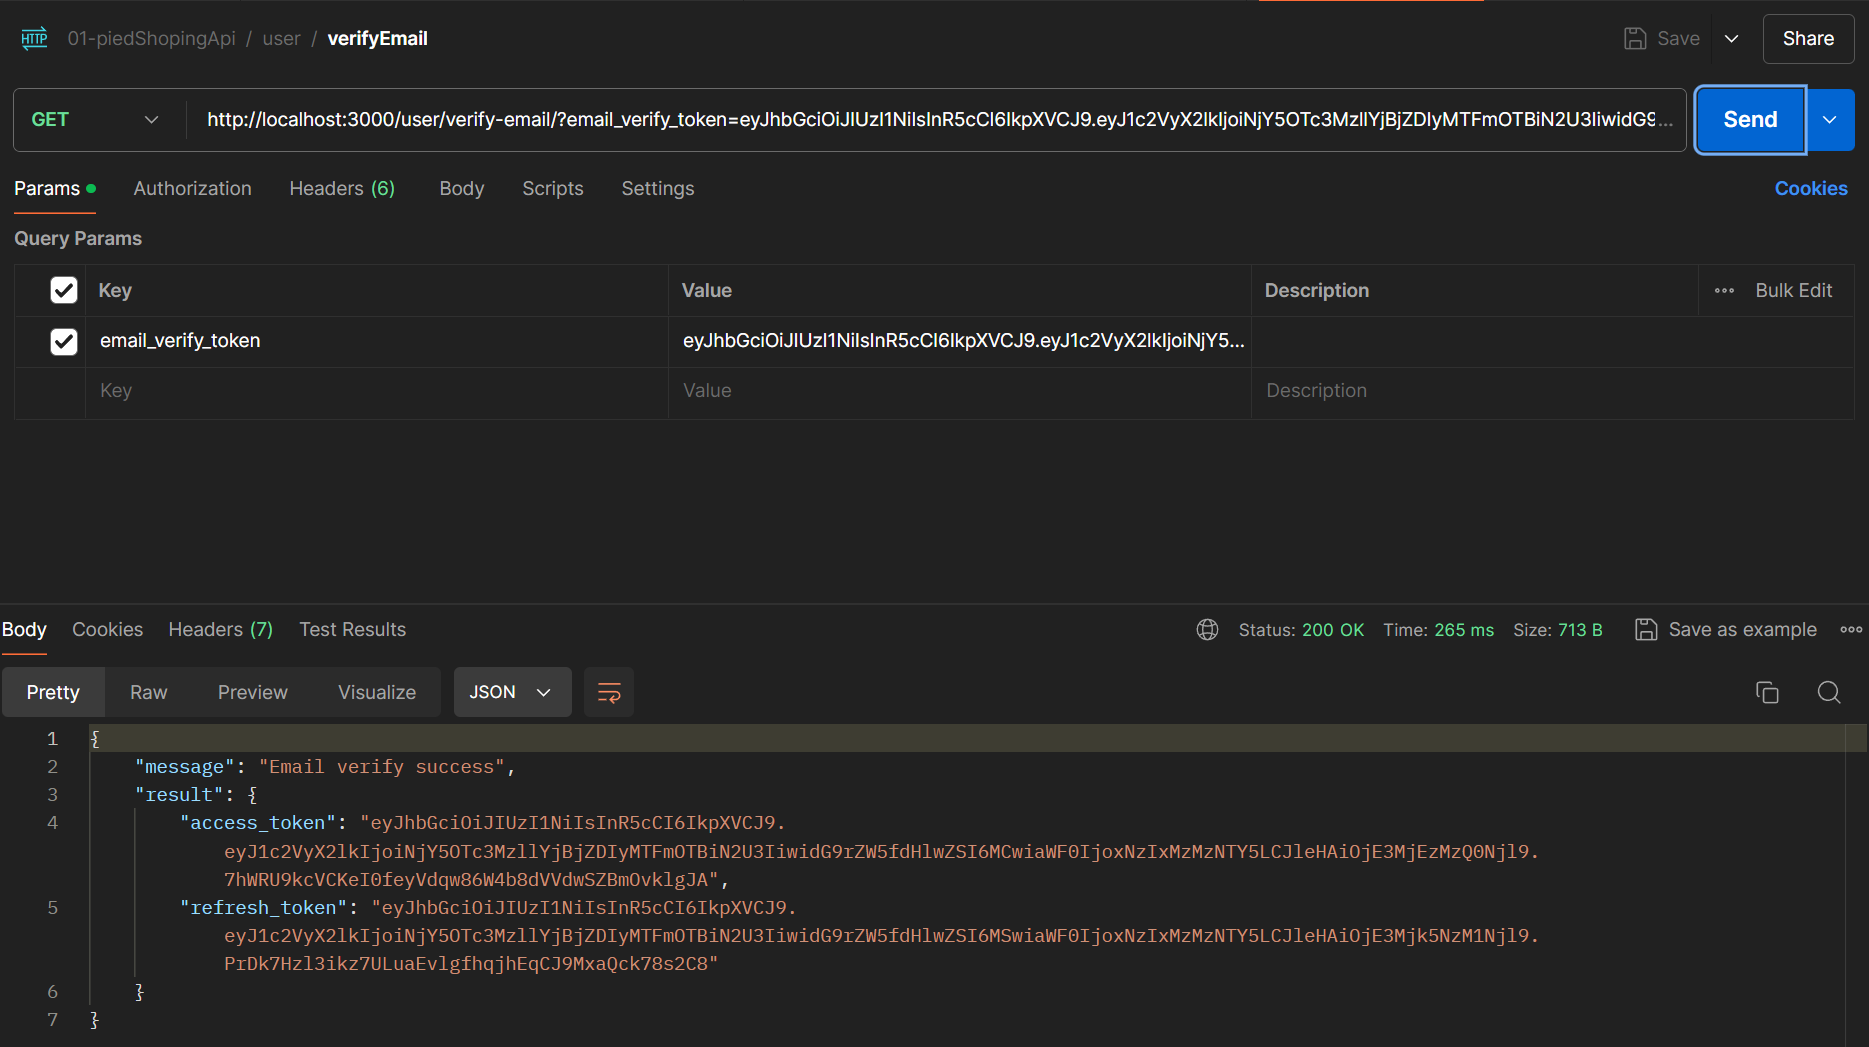 HTTP 01-piedShopingApi / user / verifyEmail Save Share
GET http://localhost:3000/user/verify-email/?email_verify_token=eyJhbGciOiJIUzI1NiIsInR5cCI6IkpXVCJ9.eyJ1c2VyX2lkIjoiNjY5OTc3MzllYjBjZDIyMTFmOTBiN2U3IiwidG9... Send
Params Authorization Headers (6) Body Scripts Settings Cookies
Query Params
Key Value Description Bulk Edit
email_verify_token eyJhbGciOiJIUzI1NiIsInR5cCI6IkpXVCJ9.eyJ1c2VyX2lkIjoiNjY5...
Key Value Description
Body Cookies Headers (7) Test Results Status: 200 OK Time: 265 ms Size: 713 B Save as example
Pretty Raw Preview Visualize JSON
1 {
2 "message": "Email verify success",
3 "result": {
4 "access_token": "eyJhbGciOiJIUzI1NiIsInR5cCI6IkpXVCJ9.
eyJ1c2VyX2lkIjoiNjY5OTc3MzllYjBjZDIyMTFmOTBiN2U3IiwidG9rZW5fdHlwZSI6MCwiaWF0IjoxNzIxMzMzNTY5LCJleHAiOjE3MjEzMzQ0Njl9.
7hWRU9kcVCKeI0feyVdqw86W4b8dVVdwSZBmOvklgJA",
5 "refresh_token": "eyJhbGciOiJIUzI1NiIsInR5cCI6IkpXVCJ9.
eyJ1c2VyX2lkIjoiNjY5OTc3MzllYjBjZDIyMTFmOTBiN2U3IiwidG9rZW5fdHlwZSI6MSwiaWF0IjoxNzIxMzMzNTY5LCJleHAiOjE3Mjk5NzM1Njl9.
PrDk7Hzl3ikz7ULuaEvlgfhqjhEqCJ9MxaQck78s2C8"
6 }
7 }